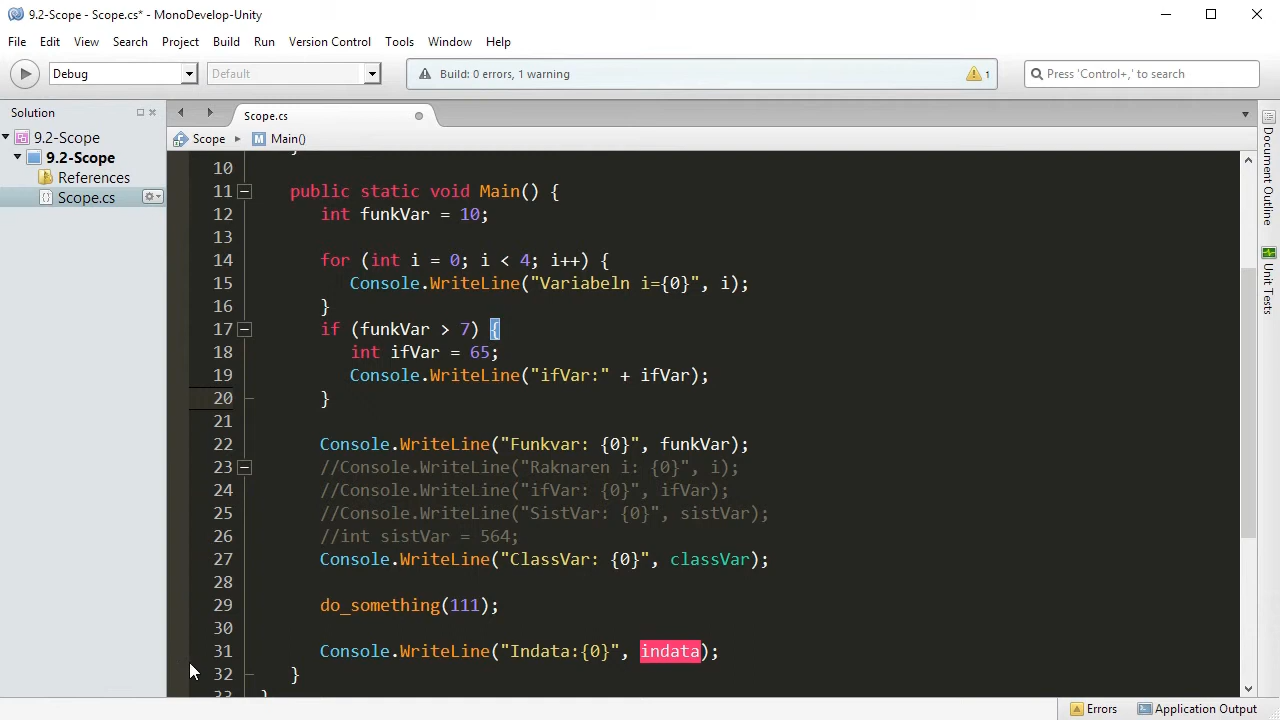 9.2-Scope - Scope.cs* - MonoDevelop-Unity
File Edit View Search Project Build Run Version Control Tools Window Help
Debug Default Build: 0 errors, 1 warning 1 Press 'Control+,' to search
Solution
Scope.cs
9.2-Scope
9.2-Scope
References
Scope.cs
Scope M Main()
10
11 public static void Main() {
12 int funkVar = 10;
13
14 for (int i = 0; i < 4; i++) {
15 Console.WriteLine("Variabeln i={0}", i);
16 }
17 if (funkVar > 7) {
18 int ifVar = 65;
19 Console.WriteLine("ifVar:" + ifVar);
20 }
21
22 Console.WriteLine("Funkvar: {0}", funkVar);
23 //Console.WriteLine("Raknaren i: {0}", i);
24 //Console.WriteLine("ifVar: {0}", ifVar);
25 //Console.WriteLine("SistVar: {0}", sistVar);
26 //int sistVar = 564;
27 Console.WriteLine("ClassVar: {0}", classVar);
28
29 do_something(111);
30
31 Console.WriteLine("Indata:{0}", indata);
32 }
33 }
Document Outline
Unit Tests
Errors Application Output